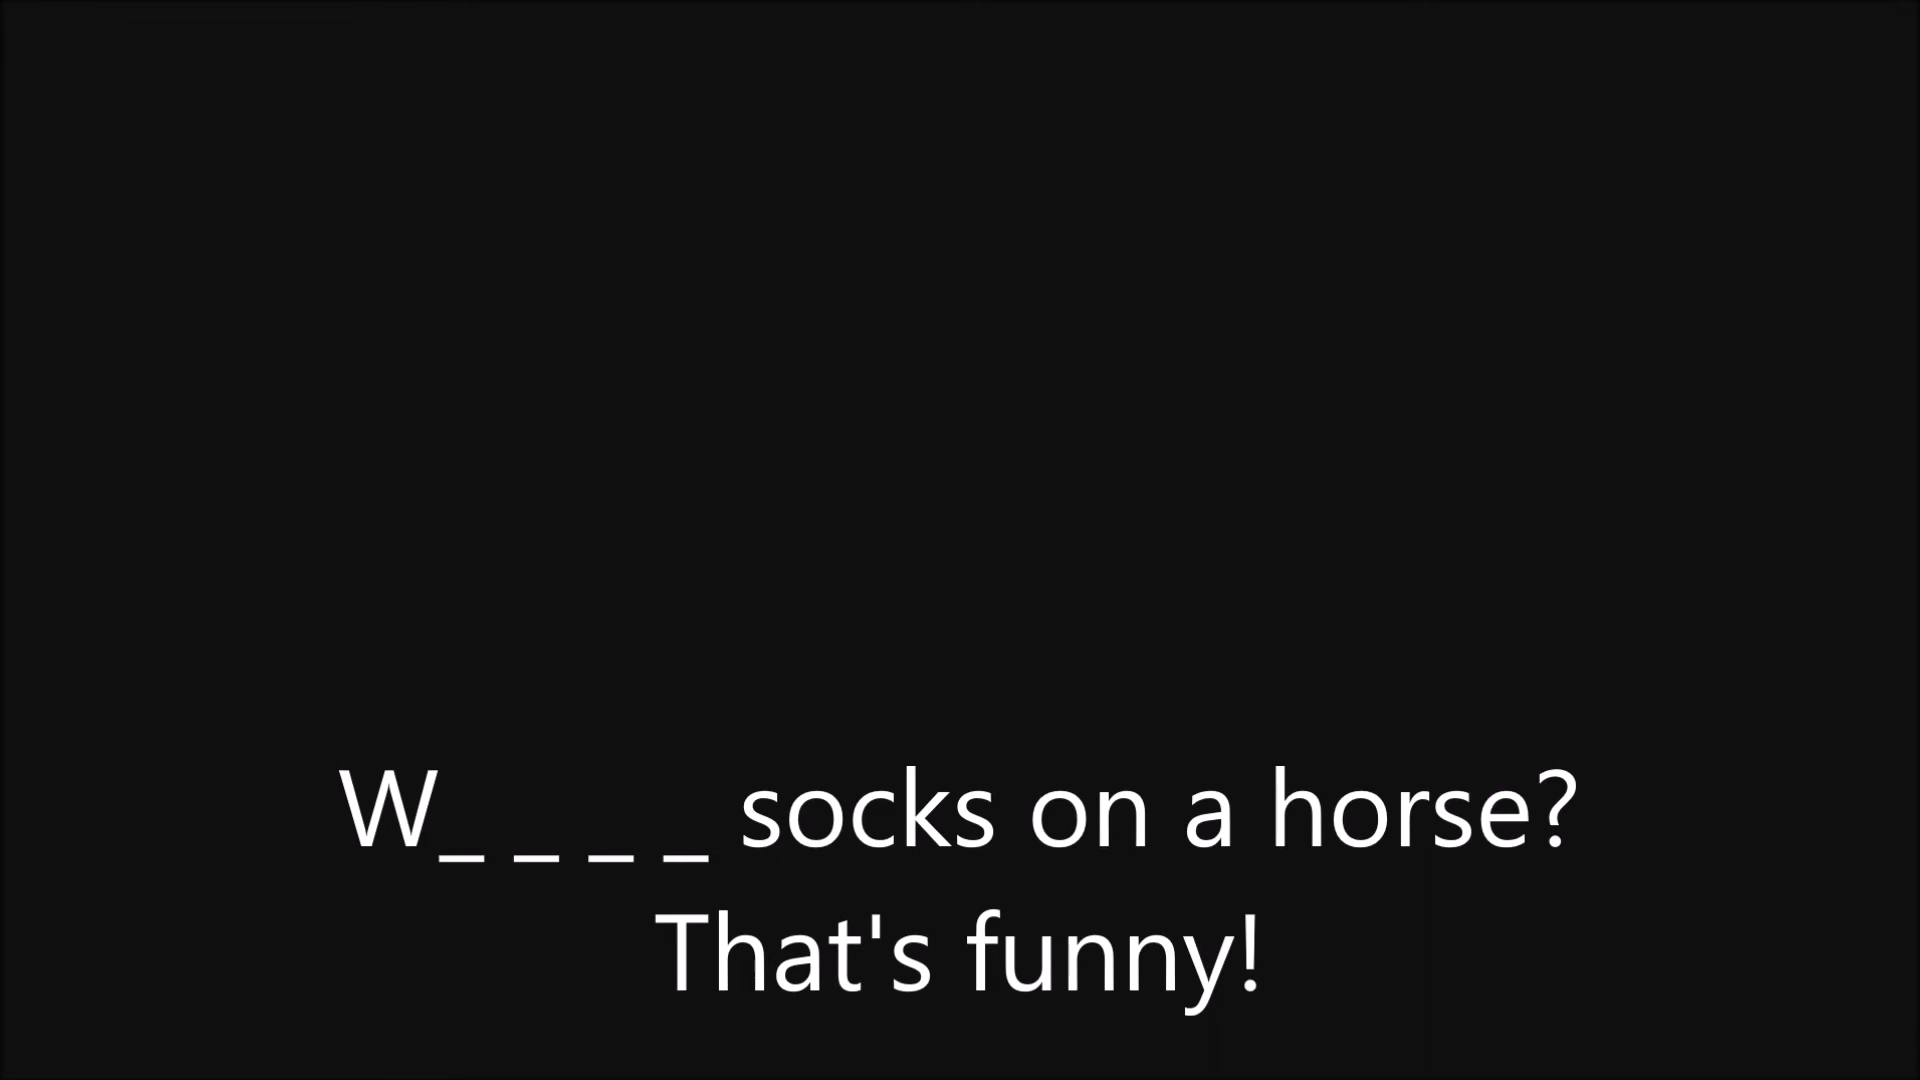 W_ _ _ _ socks on a horse?
That's funny!